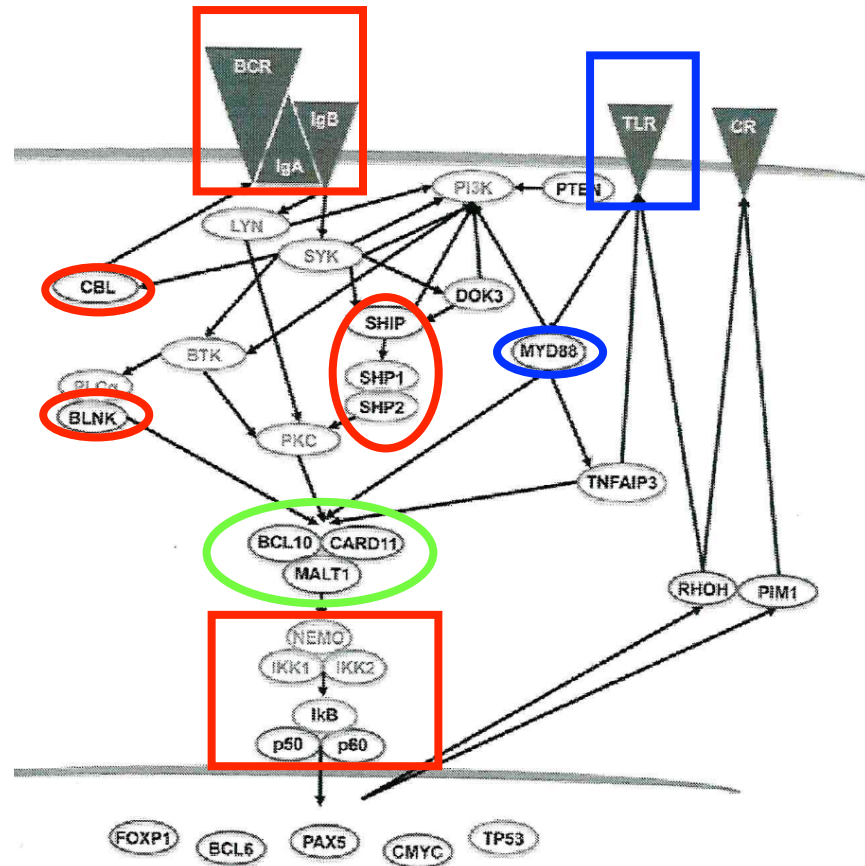 BCR
IgB
IgA
TLR
CR
PI3K
PTEN
LYN
SYK
CBL
DOK3
SHIP
BTK
MYD88
SHP1
PLCg
SHP2
BLNK
PKC
TNFAIP3
BCL10
CARD11
MALT1
RHOH
PIM1
NEMO
IKK1
IKK2
IkB
p50
p60
FOXP1
BCL6
PAX5
CMYC
TP53